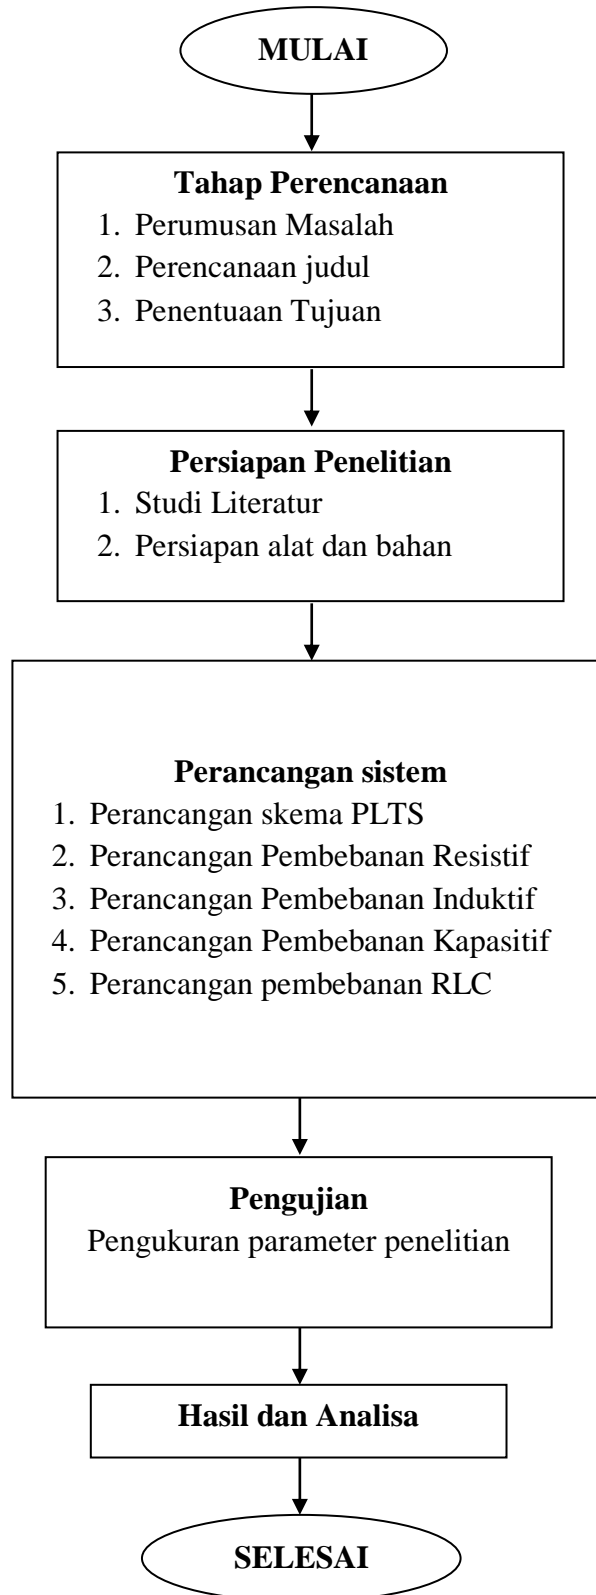 MULAI
Tahap Perencanaan
1. Perumusan Masalah
2. Perencanaan judul
3. Penentuaan Tujuan
Persiapan Penelitian
1. Studi Literatur
2. Persiapan alat dan bahan
Perancangan sistem
1. Perancangan skema PLTS
2. Perancangan Pembebanan Resistif
3. Perancangan Pembebanan Induktif
4. Perancangan Pembebanan Kapasitif
5. Perancangan pembebanan RLC
Pengujian
Pengukuran parameter penelitian
Hasil dan Analisa
SELESAI